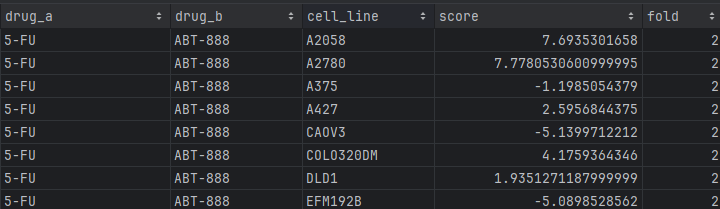 drug_a drug_b cell_line score fold
5-FU ABT-888 A2058 7.6935301658 2
5-FU ABT-888 A2780 7.7780530600999995 2
5-FU ABT-888 A375 -1.1985054379 2
5-FU ABT-888 A427 2.5956844375 2
5-FU ABT-888 CAOV3 -5.1399712212 2
5-FU ABT-888 COLO320DM 4.1759364346 2
5-FU ABT-888 DLD1 1.9351271187999999 2
5-FU ABT-888 EFM192B -5.0898528562 2